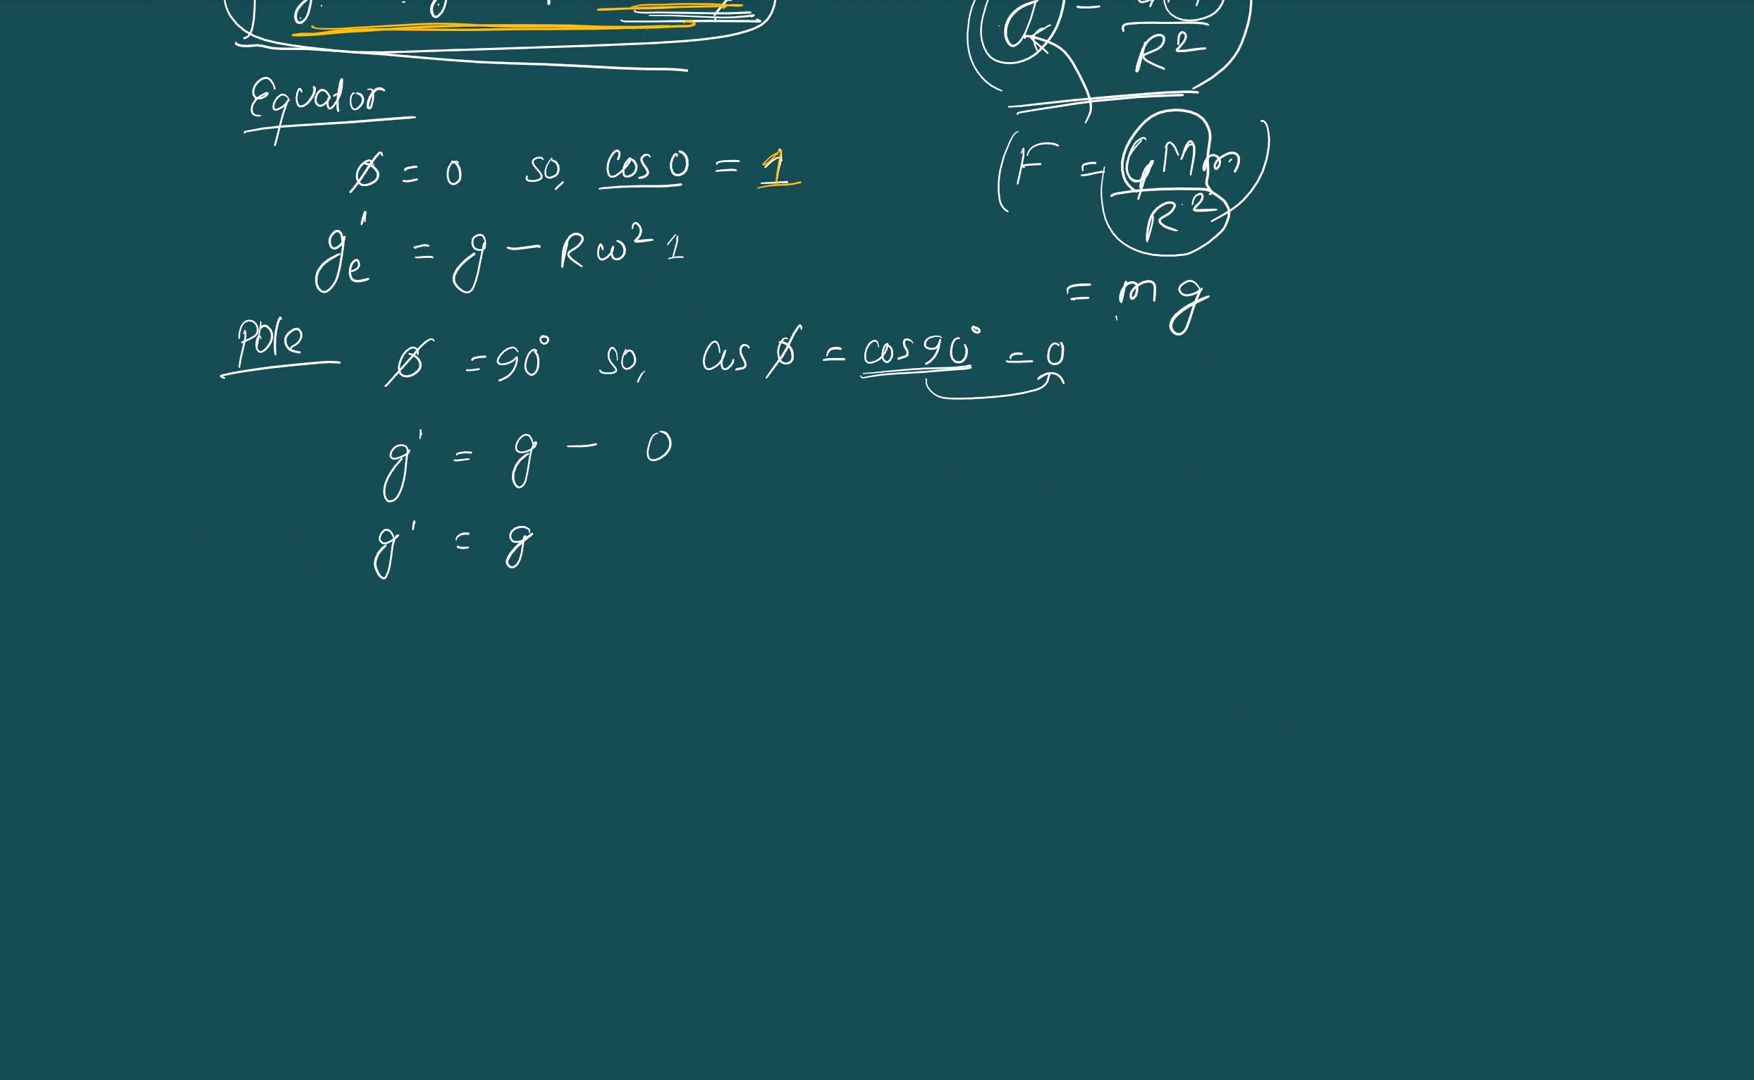 Equator
ø = 0 so, cos 0 = 1
g'e = g – Rω² 1
Pole ø = 90° so, cos ø = cos 90° = 0
g' = g – 0
g' = g
= 
R²
(F = GMm
R²)
= mg